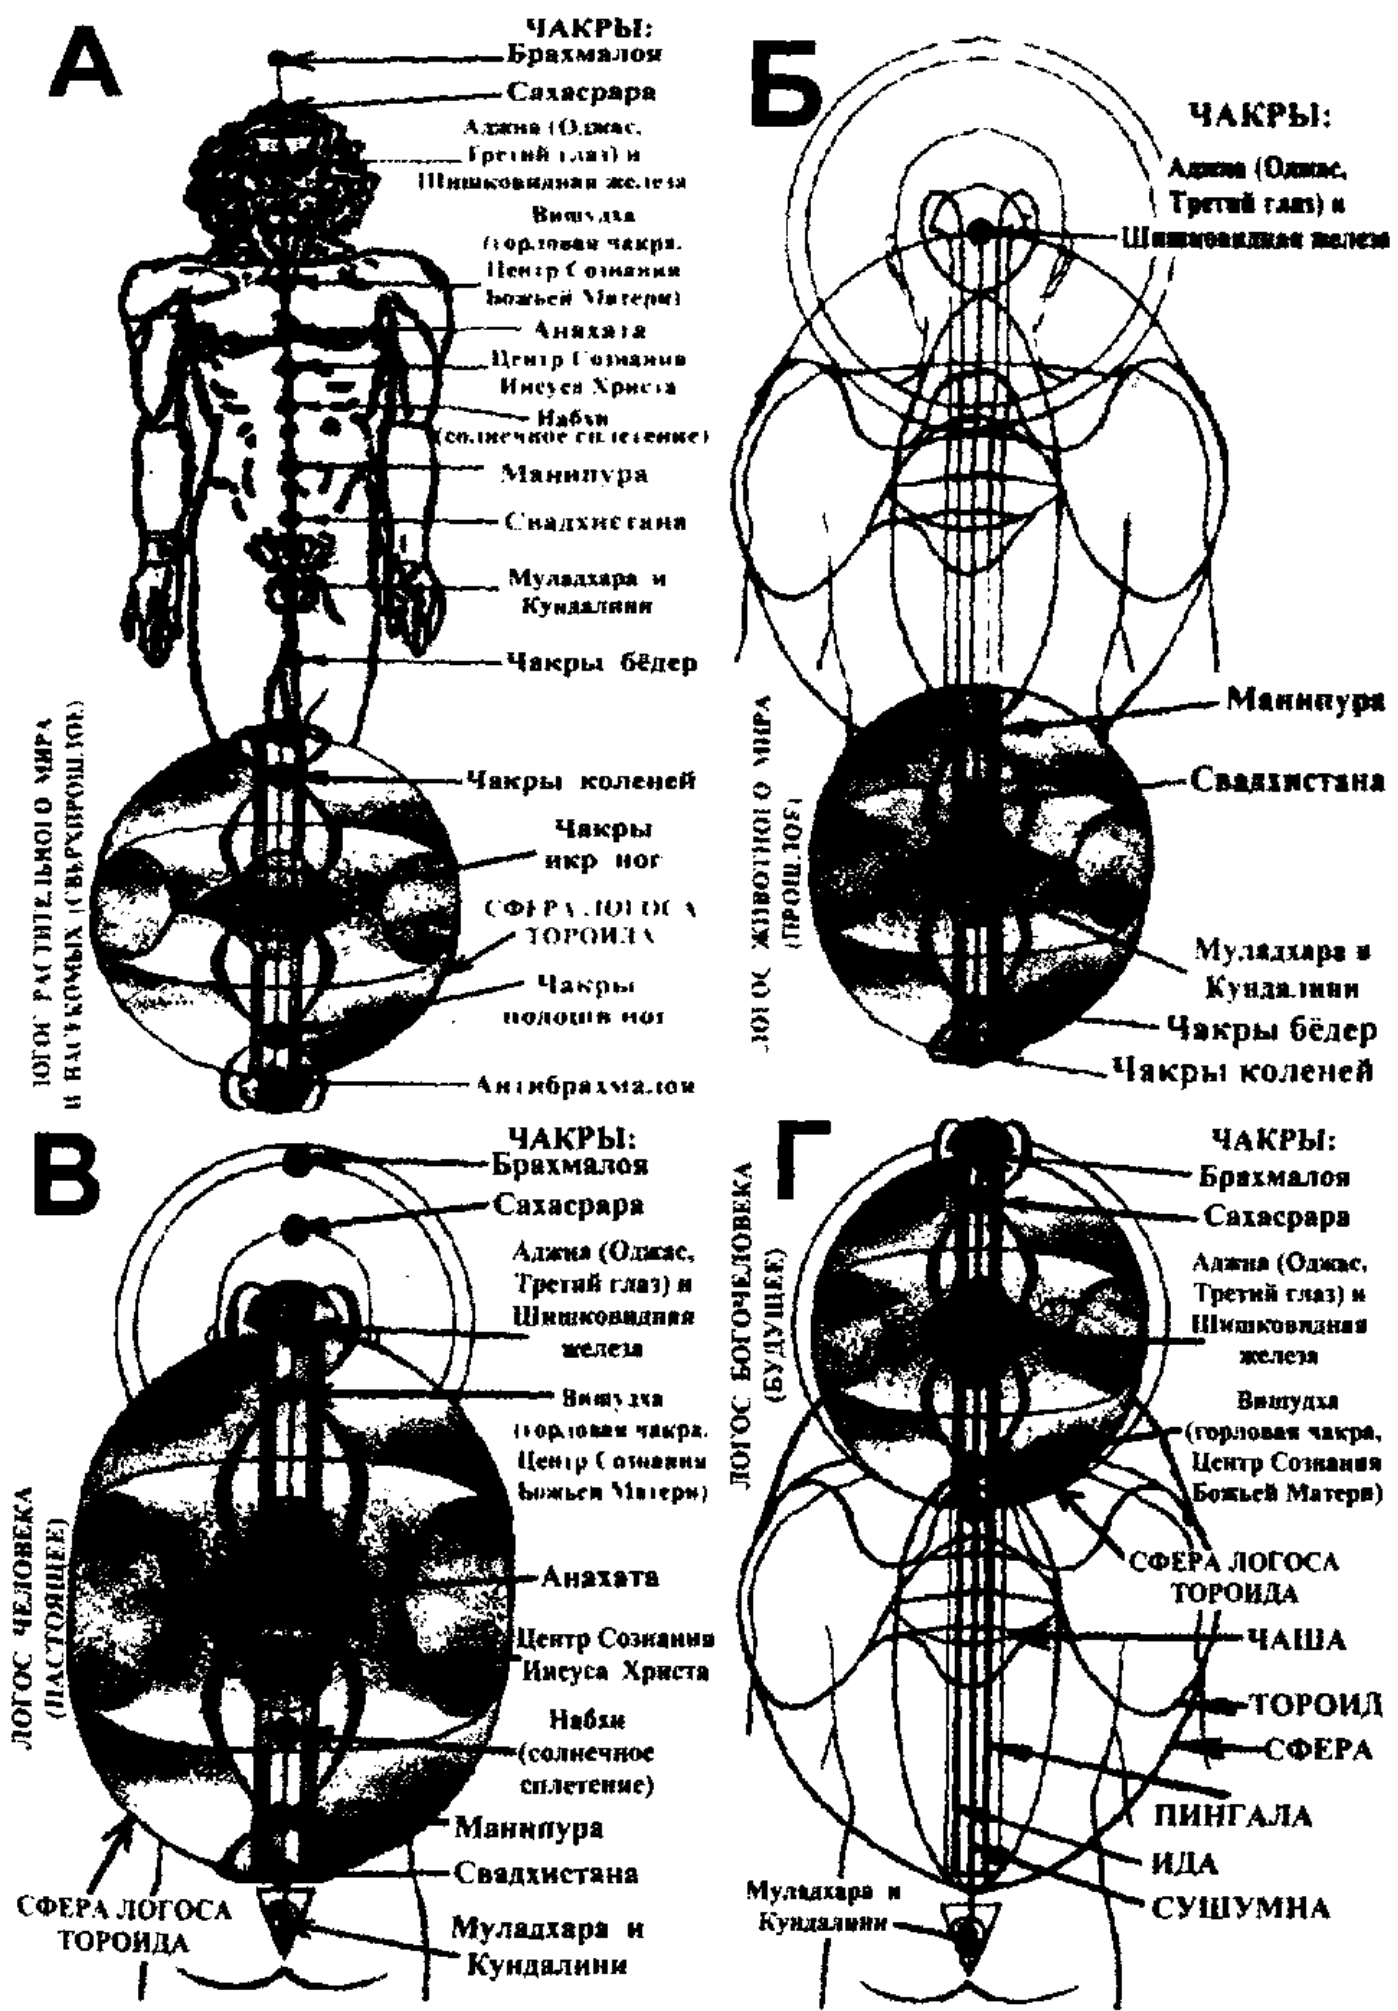 А
ЧАКРЫ:
Брахмалоя
Сахасрара
Аджна (Оджас,
Третий глаз) и
Шишковидная железа
Вишудха
(горловая чакра,
Центр Сознания
Божьей Матери)
Анахата
Центр Сознания
Иисуса Христа
Набхи
(солнечное сплетение)
Манипура
Свадхистана
Муладхара и
Кундалини
Чакры бёдер
Чакры коленей
Чакры
икр ног
СФЕРА ЛОГОСА
ТОРОИДА
Чакры
подошв ног
Антибрахмалоя
ЛОГОС РАСТИТЕЛЬНОГО МИРА
И НАСЕКОМЫХ (СВЕРХПРОШЛОЕ)
Б
ЧАКРЫ:
Аджна (Оджас,
Третий глаз) и
Шишковидная железа
Манипура
Свадхистана
Муладхара и
Кундалини
Чакры бёдер
Чакры коленей
ЛОГОС ЖИВОТНОГО МИРА
(ПРОШЛОЕ)
В
ЧАКРЫ:
Брахмалоя
Сахасрара
Аджна (Оджас,
Третий глаз) и
Шишковидная
железа
Вишудха
(горловая чакра,
Центр Сознания
Божьей Матери)
Анахата
Центр Сознания
Иисуса Христа
Набхи
(солнечное
сплетение)
Манипура
Свадхистана
Муладхара и
Кундалини
СФЕРА ЛОГОСА
ТОРОИДА
ЛОГОС ЧЕЛОВЕКА
(НАСТОЯЩЕЕ)
Г
ЧАКРЫ:
Брахмалоя
Сахасрара
Аджна (Оджас,
Третий глаз) и
Шишковидная
железа
Вишудха
(горловая чакра,
Центр Сознания
Божьей Матери)
СФЕРА ЛОГОСА
ТОРОИДА
ЧАША
ТОРОИД
СФЕРА
ПИНГАЛА
ИДА
СУШУМНА
Муладхара и
Кундалини
ЛОГОС БОГОЧЕЛОВЕКА
(БУДУЩЕЕ)